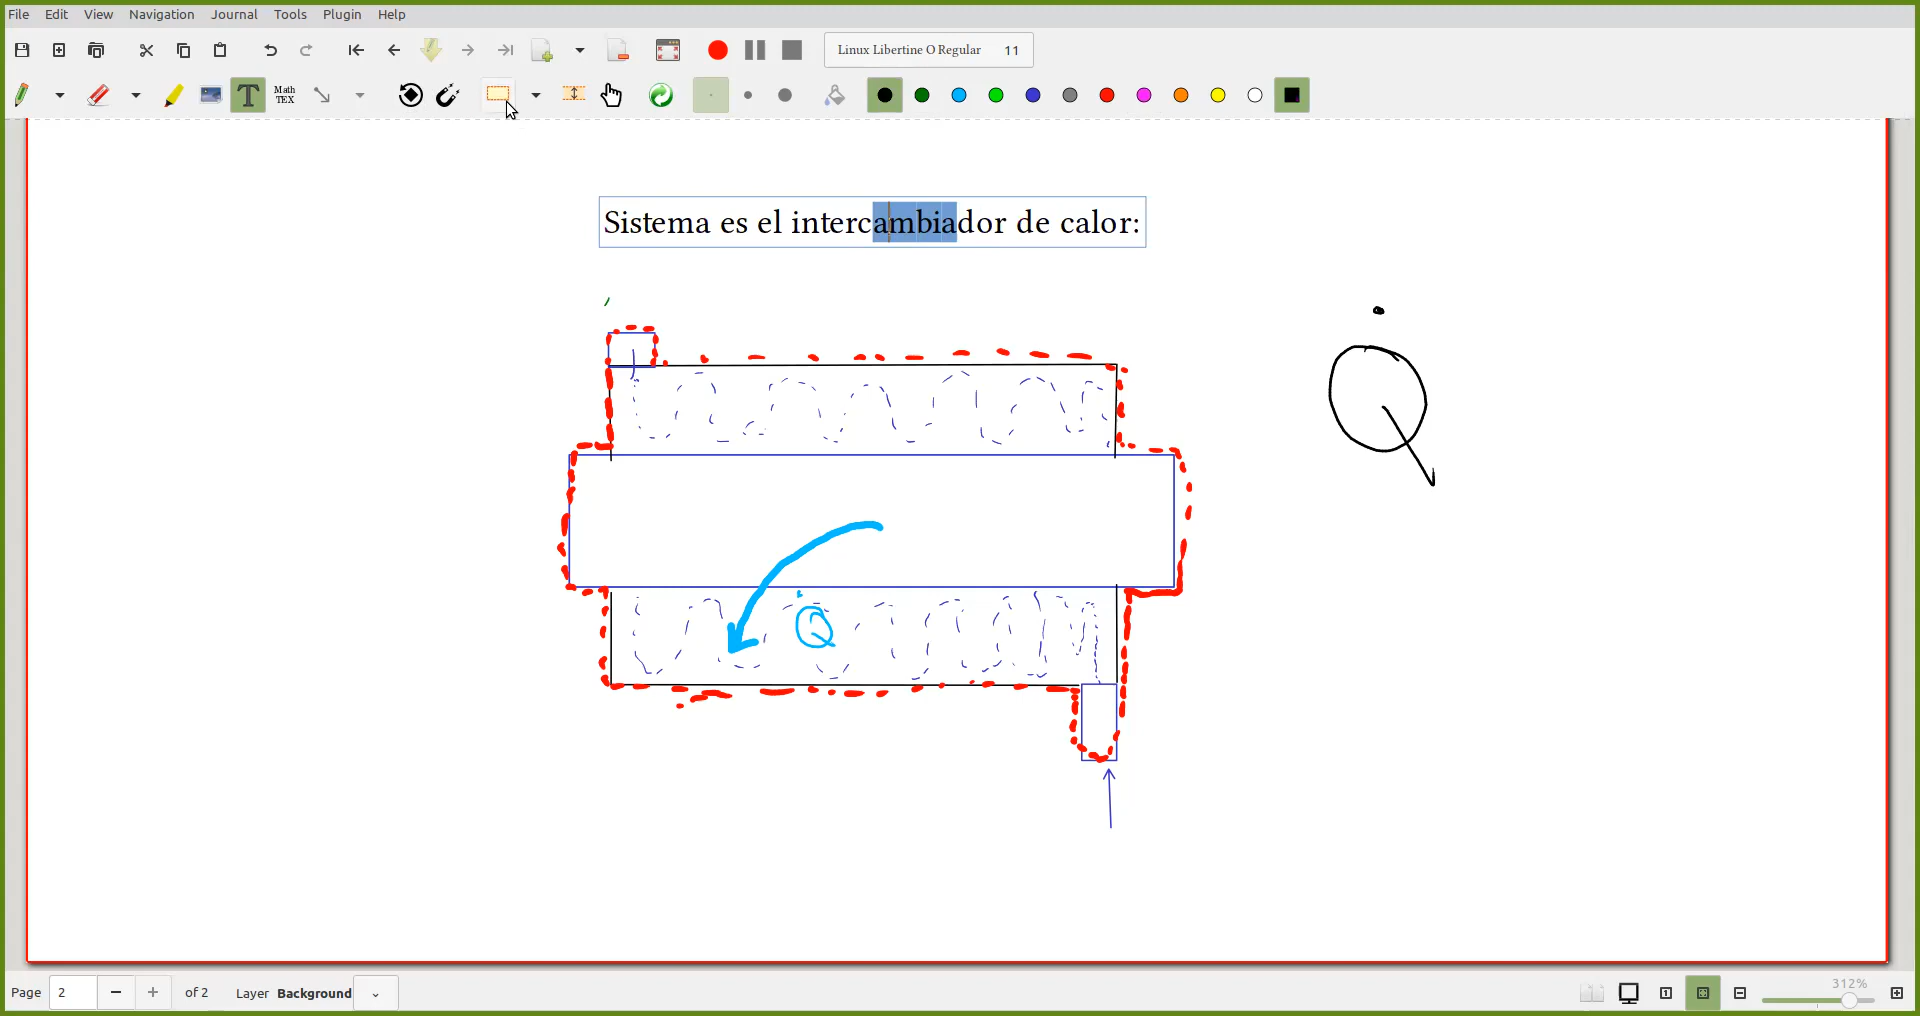 File Edit View Navigation Journal Tools Plugin Help
Linux Libertine O Regular 11
T Math TEX
Sistema es el intercambiador de calor:
Q̇
Q̇
Page 2 of 2 Layer Background 312%